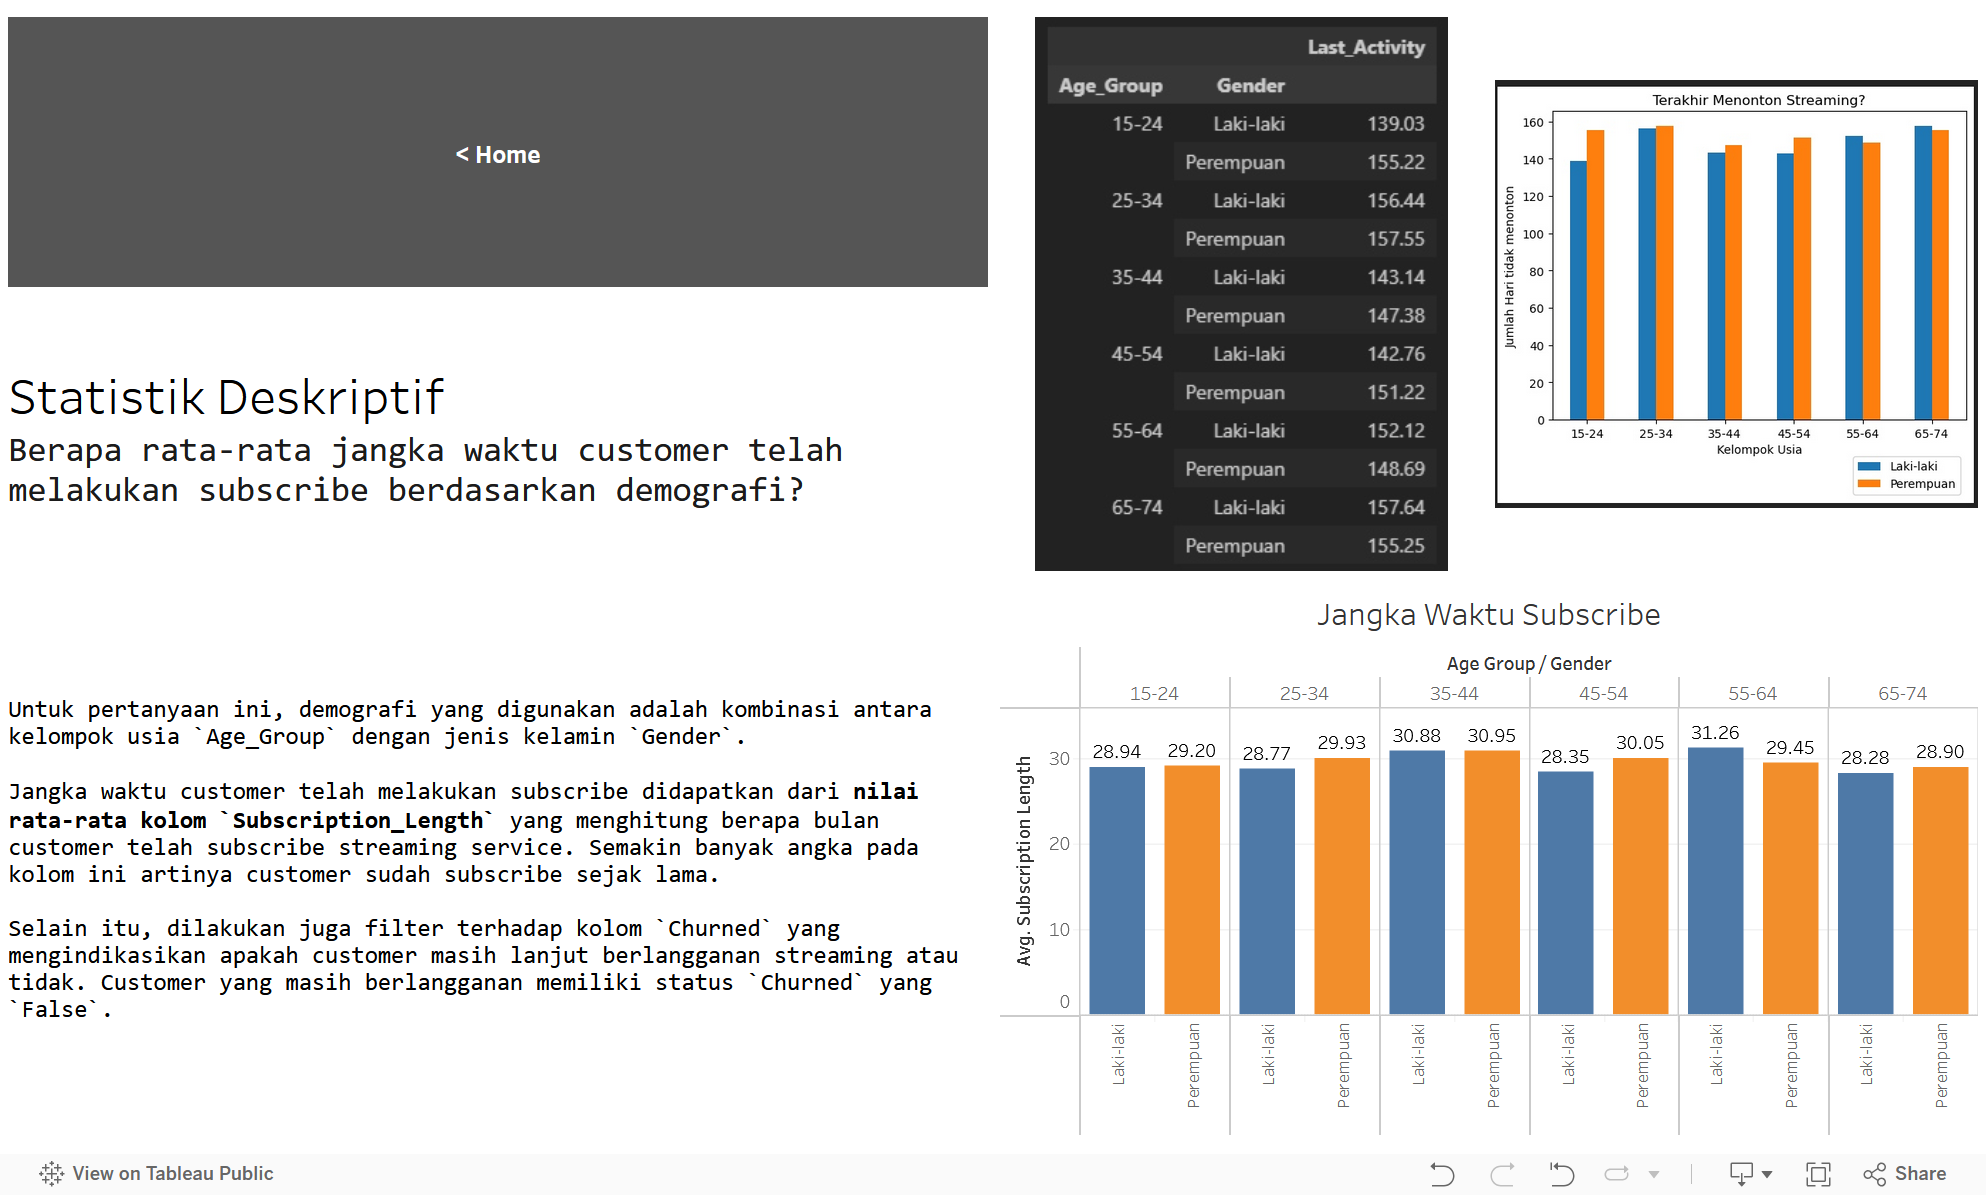 < Home
Statistik Deskriptif
Berapa rata-rata jangka waktu customer telah
melakukan subscribe berdasarkan demografi?
Untuk pertanyaan ini, demografi yang digunakan adalah kombinasi antara
kelompok usia `Age_Group` dengan jenis kelamin `Gender`.
Jangka waktu customer telah melakukan subscribe didapatkan dari nilai
rata-rata kolom `Subscription_Length` yang menghitung berapa bulan
customer telah subscribe streaming service. Semakin banyak angka pada
kolom ini artinya customer sudah subscribe sejak lama.
Selain itu, dilakukan juga filter terhadap kolom `Churned` yang
mengindikasikan apakah customer masih lanjut berlangganan streaming atau
tidak. Customer yang masih berlangganan memiliki status `Churned` yang
`False`.
Last_Activity
Age_Group Gender
15-24 Laki-laki 139.03
Perempuan 155.22
25-34 Laki-laki 156.44
Perempuan 157.55
35-44 Laki-laki 143.14
Perempuan 147.38
45-54 Laki-laki 142.76
Perempuan 151.22
55-64 Laki-laki 152.12
Perempuan 148.69
65-74 Laki-laki 157.64
Perempuan 155.25
Terakhir Menonton Streaming?
Jumlah Hari tidak menonton
160
140
120
100
80
60
40
20
0
15-24 25-34 35-44 45-54 55-64 65-74
Kelompok Usia
Laki-laki
Perempuan
Jangka Waktu Subscribe
Age Group / Gender
15-24 25-34 35-44 45-54 55-64 65-74
Avg. Subscription Length
30
20
10
0
28.94 29.20 28.77 29.93 30.88 30.95 28.35 30.05 31.26 29.45 28.28 28.90
Laki-laki Perempuan Laki-laki Perempuan Laki-laki Perempuan Laki-laki Perempuan Laki-laki Perempuan Laki-laki Perempuan
View on Tableau Public
Share